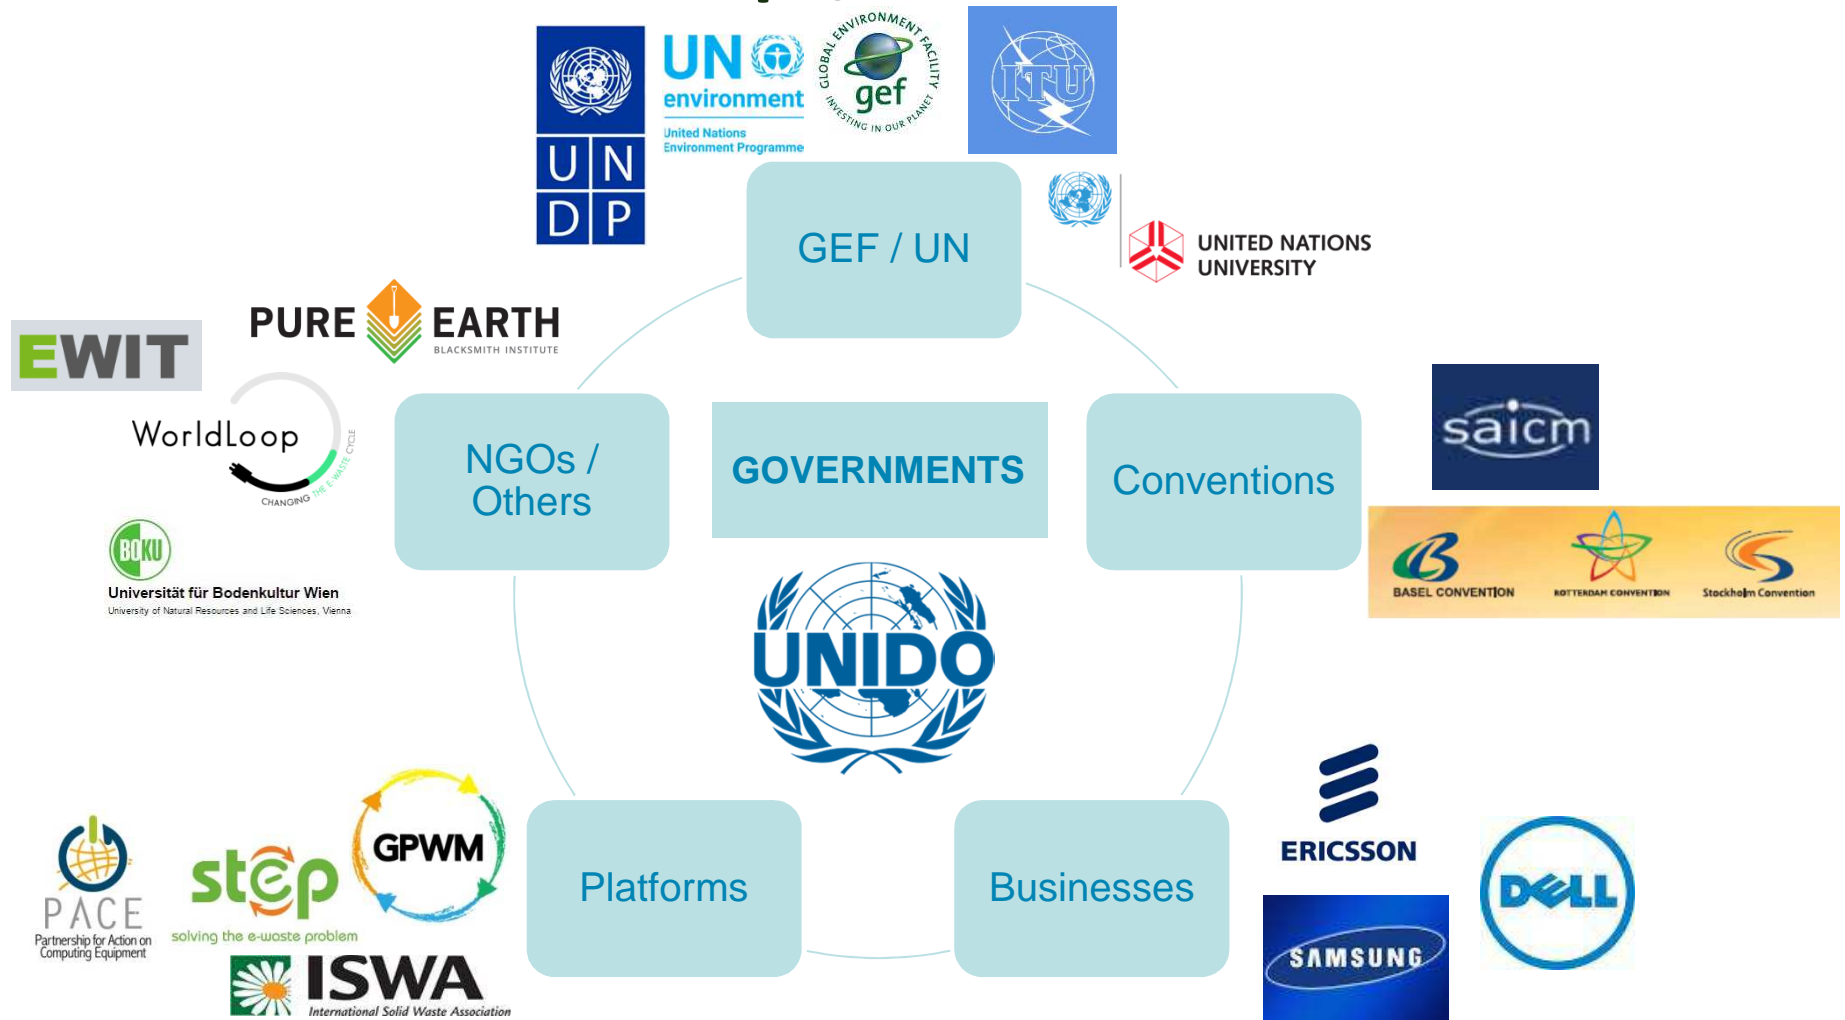 UN
DP
UN
environment
United Nations
Environment Programme
GLOBAL ENVIRONMENT FACILITY
gef
INVESTING IN OUR PLANET
ITU
UNITED NATIONS
UNIVERSITY
GEF / UN
PURE EARTH
BLACKSMITH INSTITUTE
EWIT
WorldLoop
CHANGING THE E-WASTE CYCLE
BOKU
Universität für Bodenkultur Wien
University of Natural Resources and Life Sciences, Vienna
NGOs /
Others
GOVERNMENTS
Conventions
saicm
BASEL CONVENTION
ROTTERDAM CONVENTION
Stockholm Convention
UNIDO
PACE
Partnership for Action on
Computing Equipment
step
solving the e-waste problem
GPWM
ISWA
International Solid Waste Association
Platforms
Businesses
ERICSSON
DELL
SAMSUNG